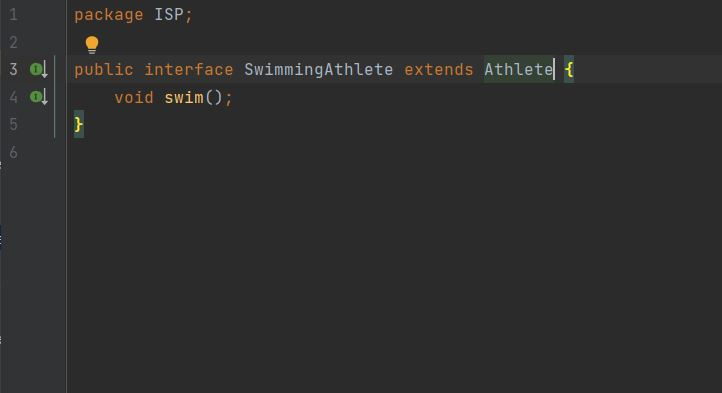 1 package ISP;
2
3 public interface SwimmingAthlete extends Athlete {
4 void swim();
5 }
6